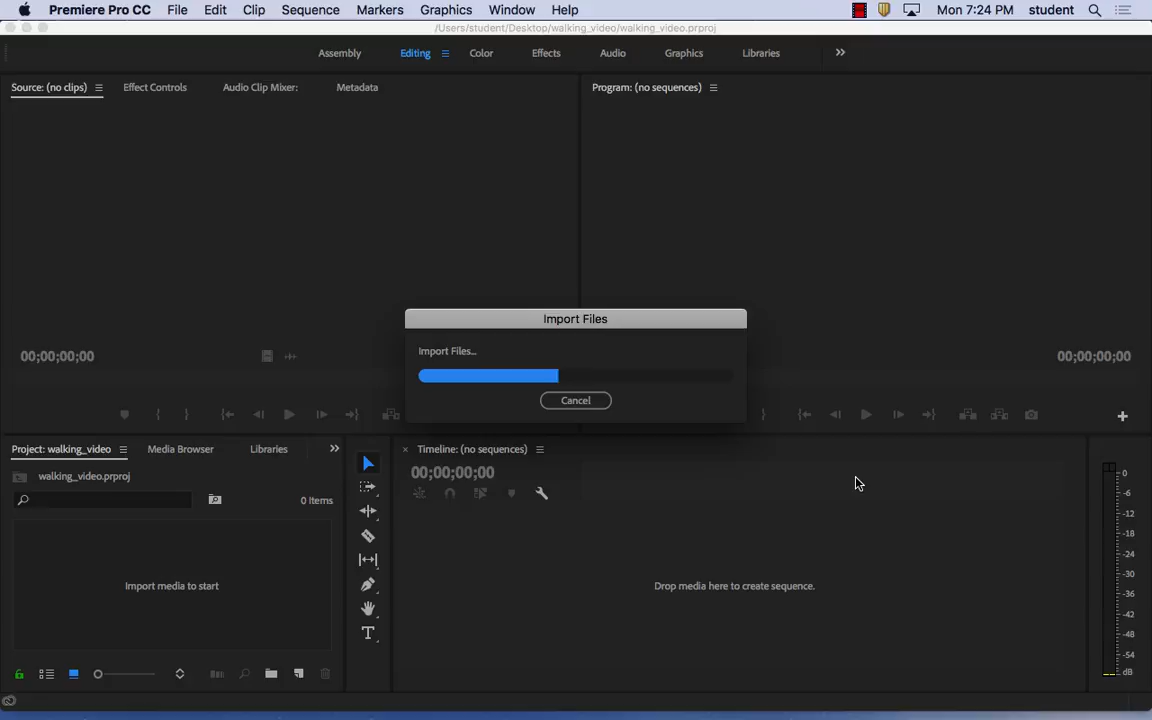 Premiere Pro CC File Edit Clip Sequence Markers Graphics Window Help Mon 7:24 PM student
/Users/student/Desktop/walking_video/walking_video.prproj
Assembly Editing Color Effects Audio Graphics Libraries
Source: (no clips) Effect Controls Audio Clip Mixer: Metadata Program: (no sequences)
Import Files
Import Files...
00;00;00;00 00;00;00;00
Cancel
Project: walking_video Media Browser Libraries Timeline: (no sequences)
00;00;00;00
walking_video.prproj
0 Items
Import media to start
Drop media here to create sequence.
T
0
-6
-12
-18
-24
-30
-36
-42
-48
-54
dB